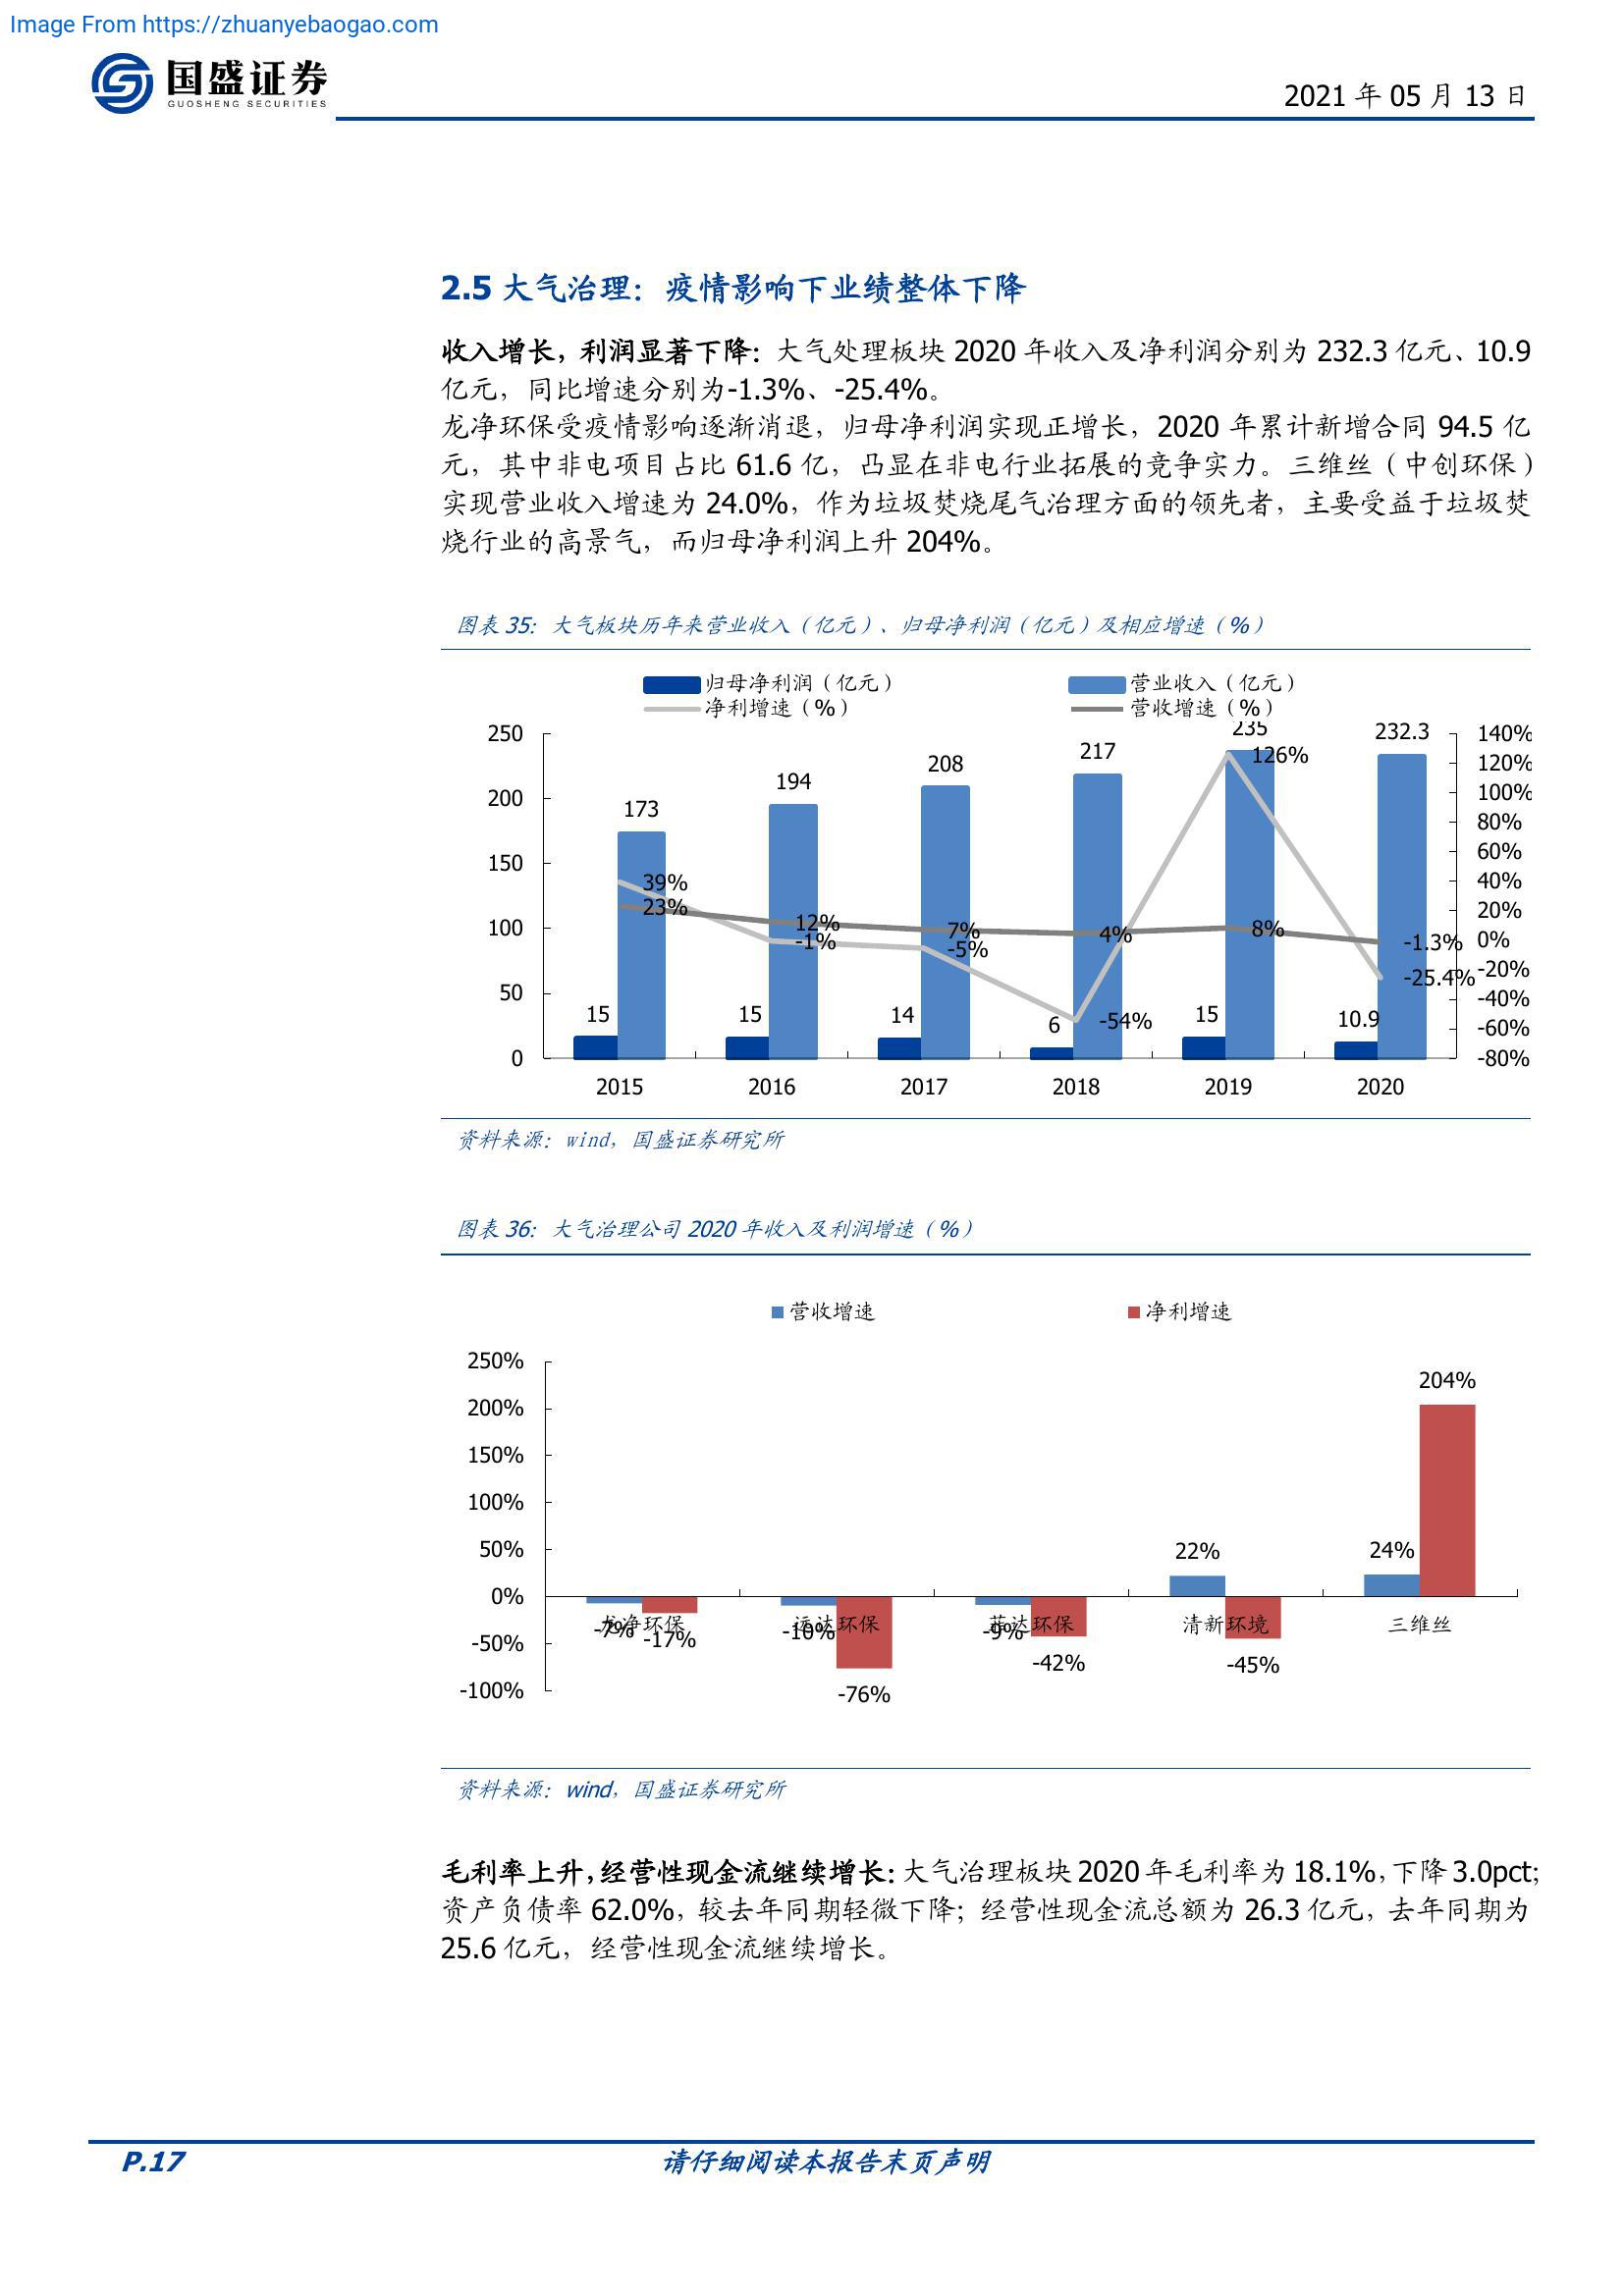 Image From https://zhuanyebaogao.com
国盛证券
GUOSHENG SECURITIES
2021 年 05 月 13 日
2.5 大气治理：疫情影响下业绩整体下降
收入增长，利润显著下降：大气处理板块 2020 年收入及净利润分别为 232.3 亿元、10.9
亿元，同比增速分别为-1.3%、-25.4%。
龙净环保受疫情影响逐渐消退，归母净利润实现正增长，2020 年累计新增合同 94.5 亿
元，其中非电项目占比 61.6 亿，凸显在非电行业拓展的竞争实力。三维丝（中创环保）
实现营业收入增速为 24.0%，作为垃圾焚烧尾气治理方面的领先者，主要受益于垃圾焚
烧行业的高景气，而归母净利润上升 204%。
图表 35：大气板块历年来营业收入（亿元）、归母净利润（亿元）及相应增速（%）
归母净利润（亿元） 营业收入（亿元）
净利增速（%） 营收增速（%）
250 235 232.3 140%
217 126% 120%
208
200 194 100%
173 80%
150 60%
39% 40%
23% 20%
100 12% 7% 4% 8% -1.3% 0%
-1% -5% -25.4% -20%
50 -40%
15 15 14 6 -54% 15 10.9 -60%
0 -80%
2015 2016 2017 2018 2019 2020
资料来源：wind，国盛证券研究所
图表 36：大气治理公司 2020 年收入及利润增速（%）
营收增速 净利增速
250%
204%
200%
150%
100%
50% 22% 24%
0%
龙净环保 远达环保 菲达环保 清新环境 三维丝
-7% -17% -10% -9%
-50%
-42% -45%
-100% -76%
资料来源：wind，国盛证券研究所
毛利率上升，经营性现金流继续增长：大气治理板块 2020 年毛利率为 18.1%，下降 3.0pct；
资产负债率 62.0%，较去年同期轻微下降；经营性现金流总额为 26.3 亿元，去年同期为
25.6 亿元，经营性现金流继续增长。
P.17 请仔细阅读本报告末页声明